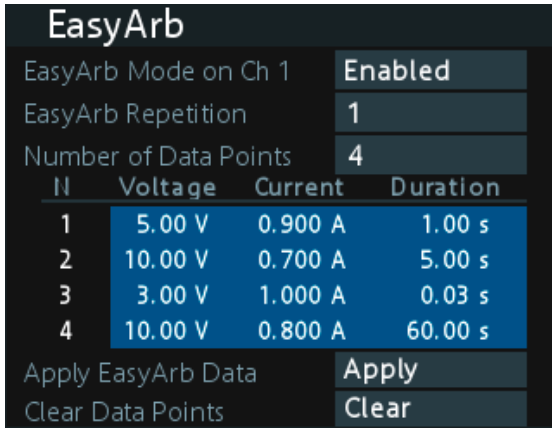 EasyArb
EasyArb Mode on Ch 1 Enabled
EasyArb Repetition 1
Number of Data Points 4
N Voltage Current Duration
1 5.00 V 0.900 A 1.00 s
2 10.00 V 0.700 A 5.00 s
3 3.00 V 1.000 A 0.03 s
4 10.00 V 0.800 A 60.00 s
Apply EasyArb Data Apply
Clear Data Points Clear